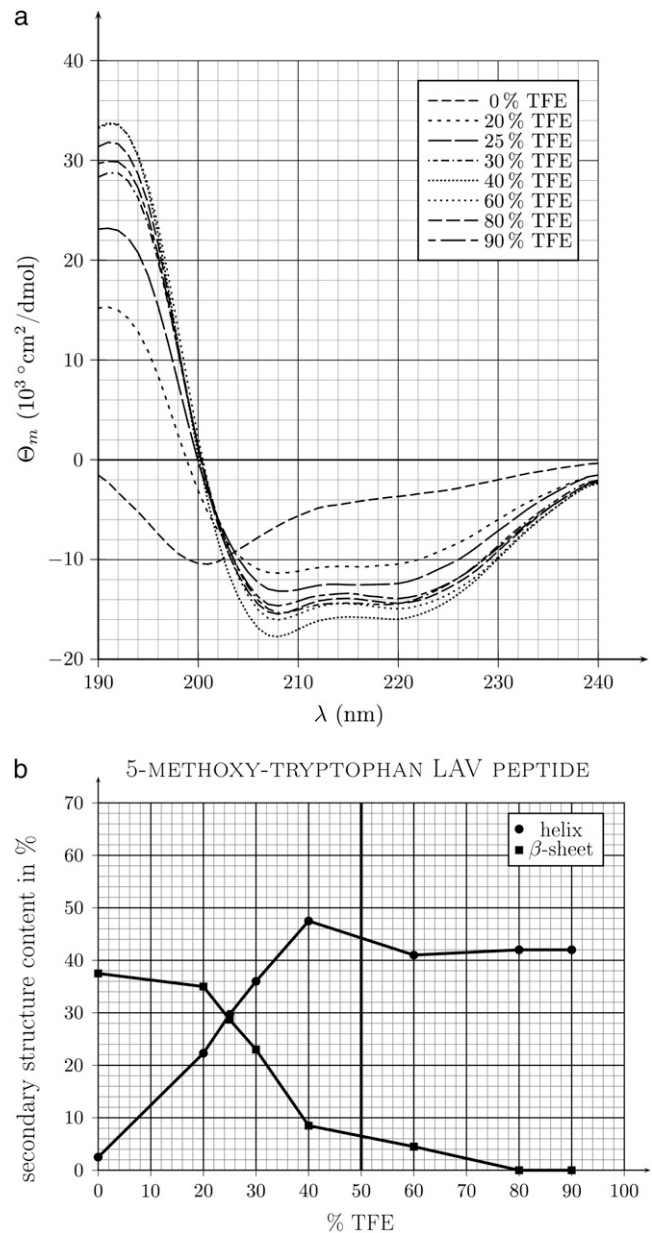 a
40
30
20
10
0
−10
−20
Θm (10³ °cm²/dmol)
0 % TFE
20 % TFE
25 % TFE
30 % TFE
40 % TFE
60 % TFE
80 % TFE
90 % TFE
190 200 210 220 230 240
λ (nm)
b
5-METHOXY-TRYPTOPHAN LAV PEPTIDE
70
60
50
40
30
20
10
0
secondary structure content in %
helix
β-sheet
0 10 20 30 40 50 60 70 80 90 100
% TFE